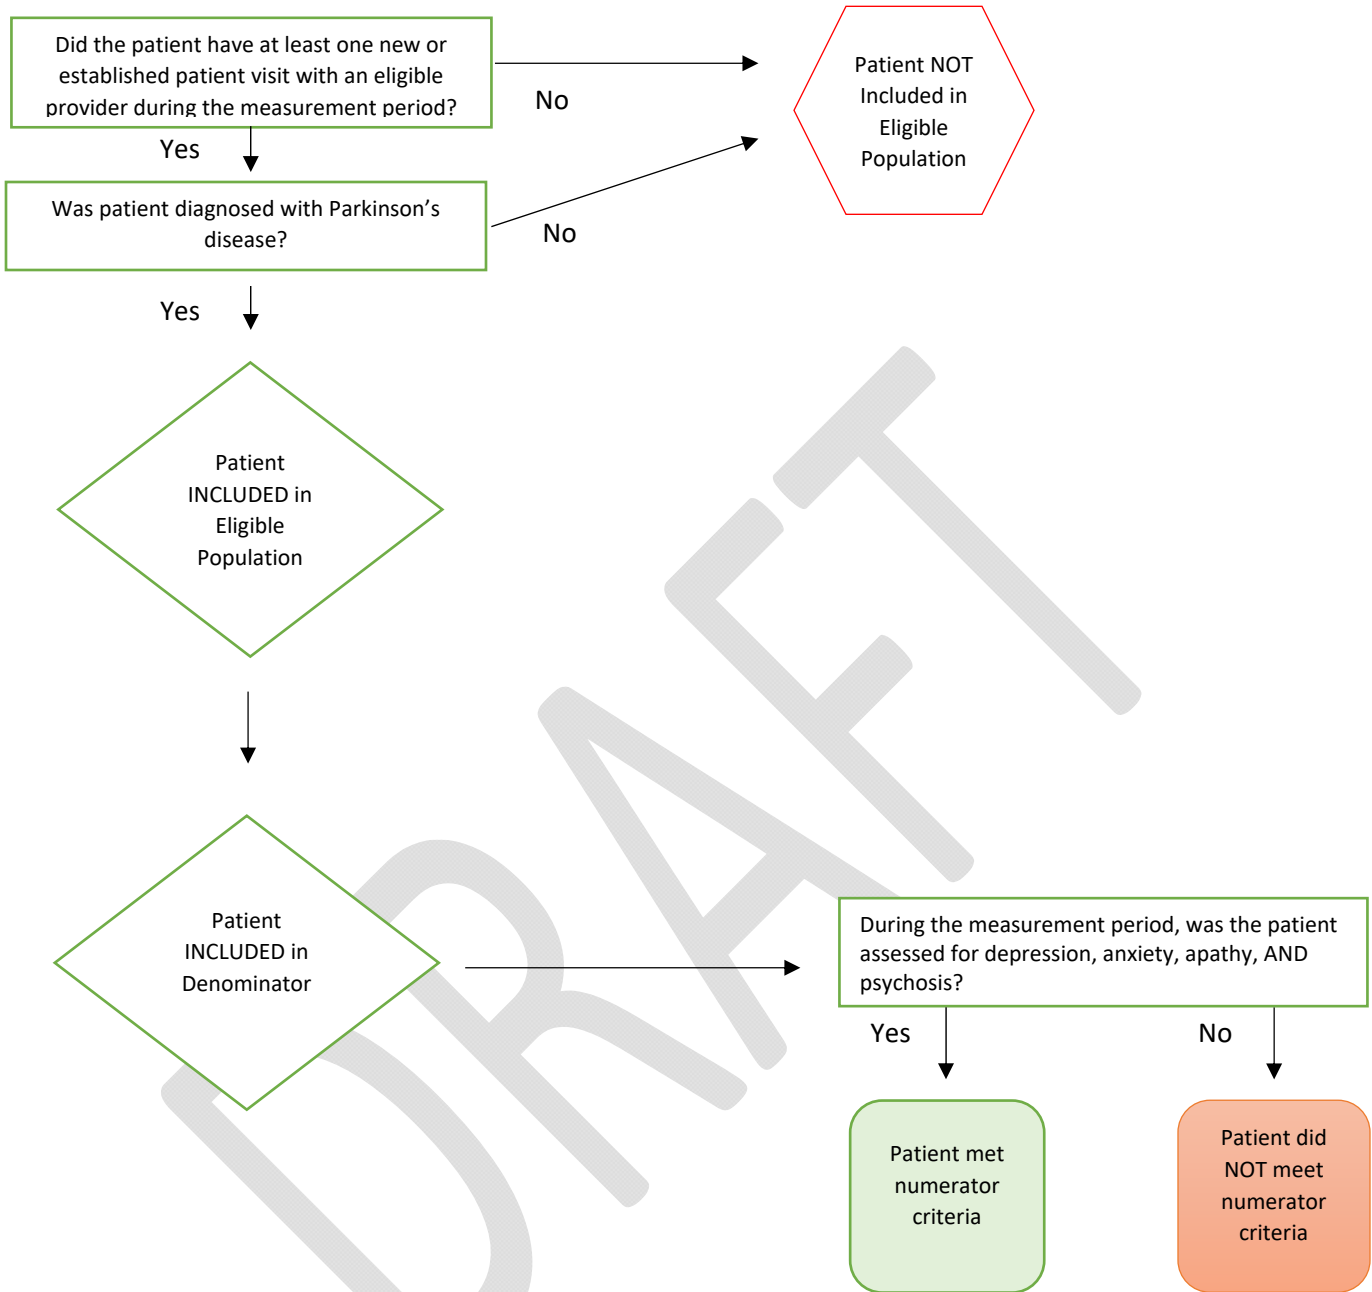 Did the patient have at least one new or
established patient visit with an eligible
provider during the measurement period?
No
Patient NOT
Included in
Eligible
Population
Yes
Was patient diagnosed with Parkinson’s
disease?
No
Yes
Patient
INCLUDED in
Eligible
Population
Patient
INCLUDED in
Denominator
During the measurement period, was the patient
assessed for depression, anxiety, apathy, AND
psychosis?
Yes
No
Patient met
numerator
criteria
Patient did
NOT meet
numerator
criteria
DRAFT